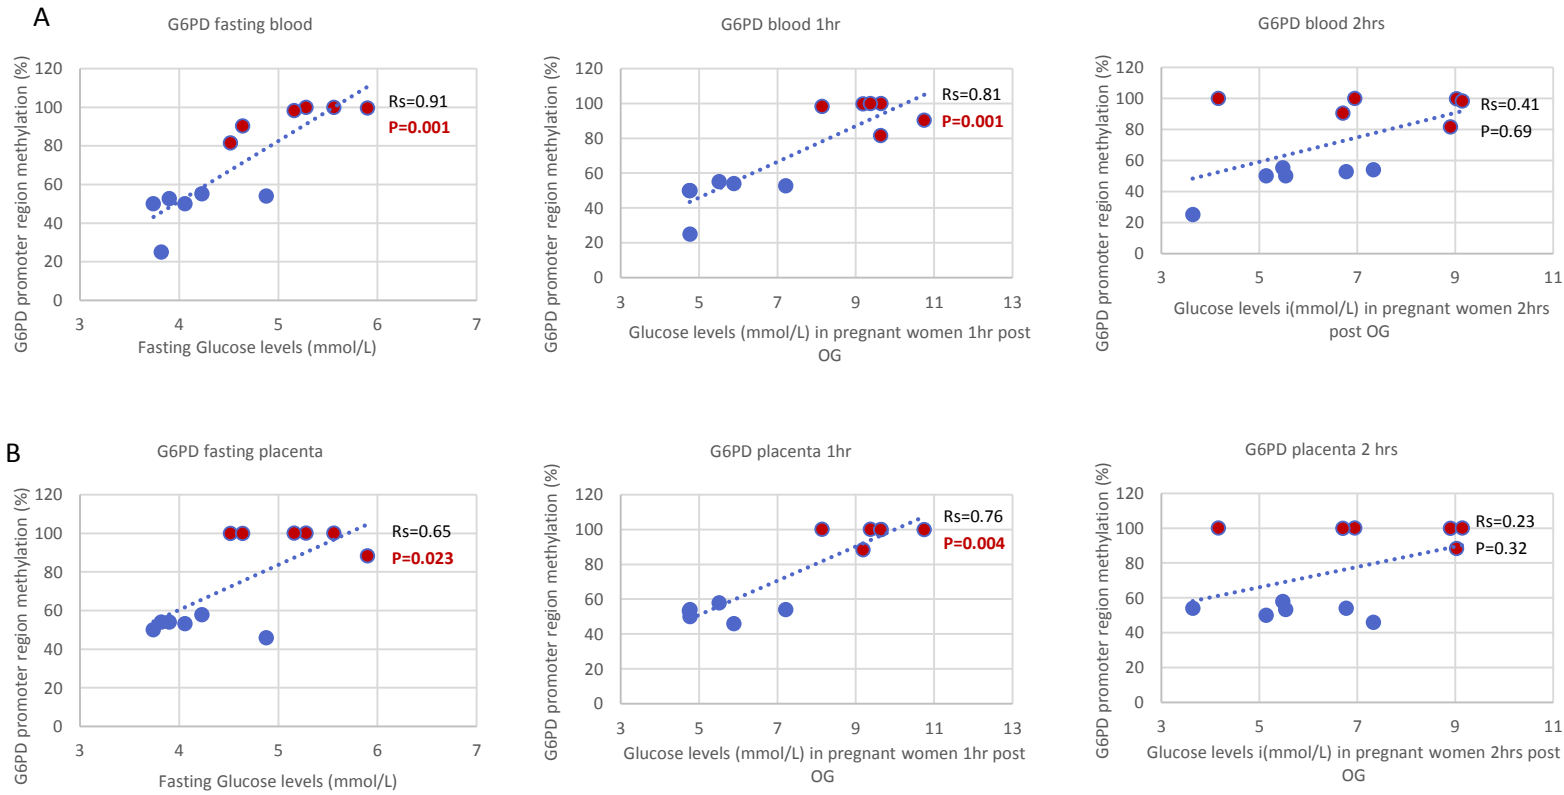 A
G6PD fasting blood
G6PD promoter region methylation (%)
120
100
80
60
40
20
0
3 4 5 6 7
Fasting Glucose levels (mmol/L)
Rs=0.91
P=0.001
G6PD blood 1hr
G6PD promoter region methylation (%)
120
100
80
60
40
20
0
3 5 7 9 11 13
Glucose levels (mmol/L) in pregnant women 1hr post
OG
Rs=0.81
P=0.001
G6PD blood 2hrs
G6PD promoter region methylation (%)
120
100
80
60
40
20
0
3 5 7 9 11
Glucose levels i(mmol/L) in pregnant women 2hrs
post OG
Rs=0.41
P=0.69
B
G6PD fasting placenta
G6PD promoter region methylation (%)
120
100
80
60
40
20
0
3 4 5 6 7
Fasting Glucose levels (mmol/L)
Rs=0.65
P=0.023
G6PD placenta 1hr
G6PD promoter region methylation (%)
120
100
80
60
40
20
0
3 5 7 9 11 13
Glucose levels (mmol/L) in pregnant women 1hr post
OG
Rs=0.76
P=0.004
G6PD placenta 2 hrs
G6PD promoter region methylation (%)
120
100
80
60
40
20
0
3 5 7 9 11
Glucose levels i(mmol/L) in pregnant women 2hrs post
OG
Rs=0.23
P=0.32